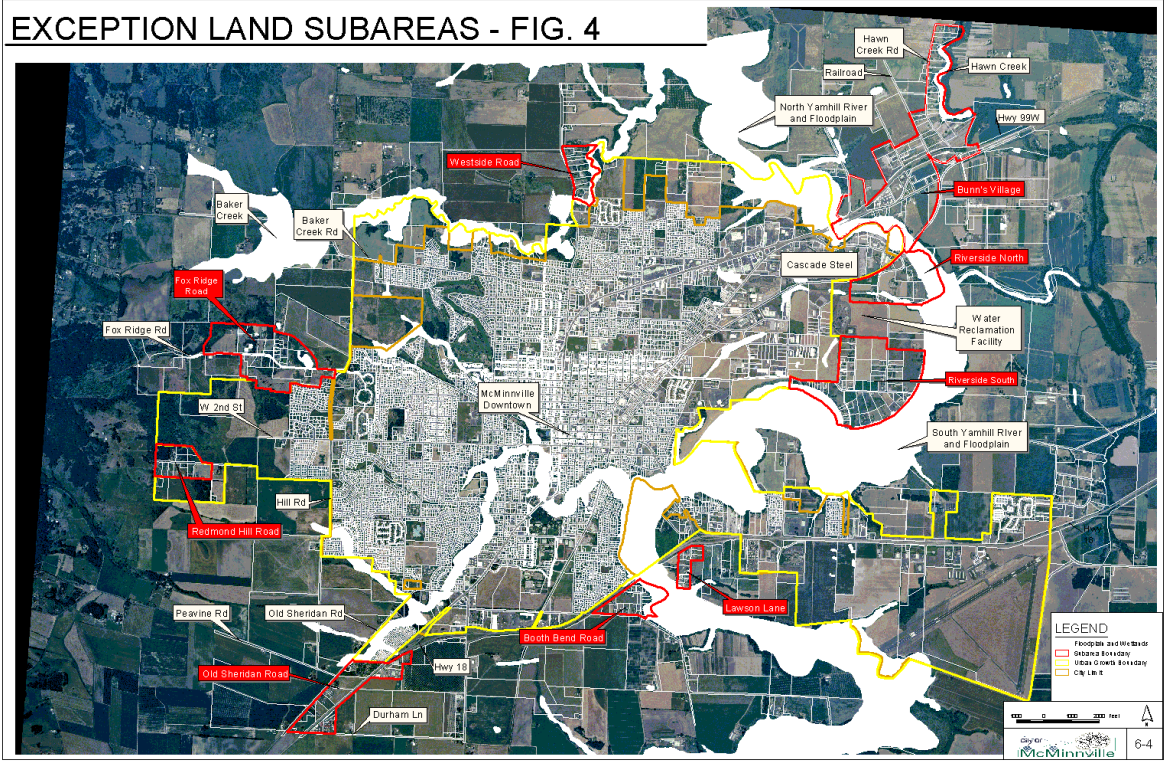 EXCEPTION LAND SUBAREAS - FIG. 4
Hawn
Creek Rd
Hawn Creek
Railroad
North Yamhill River
and Floodplain
Hwy 99W
Westside Road
Bunn's Village
Baker
Creek
Baker
Creek Rd
Cascade Steel
Riverside North
Fox Ridge
Road
Fox Ridge Rd
Water
Reclamation
Facility
McMinnville
Downtown
Riverside South
W 2nd St
South Yamhill River
and Floodplain
Hill Rd
Redmond Hill Road
Peavine Rd
Old Sheridan Rd
Lawson Lane
Booth Bend Road
Hwy 18
Old Sheridan Road
Durham Ln
LEGEND
Floodplain and Wetlands
Subarea Boundary
Urban Growth Boundary
City Limit
0
Feet
N
City of
McMinnville
6-4